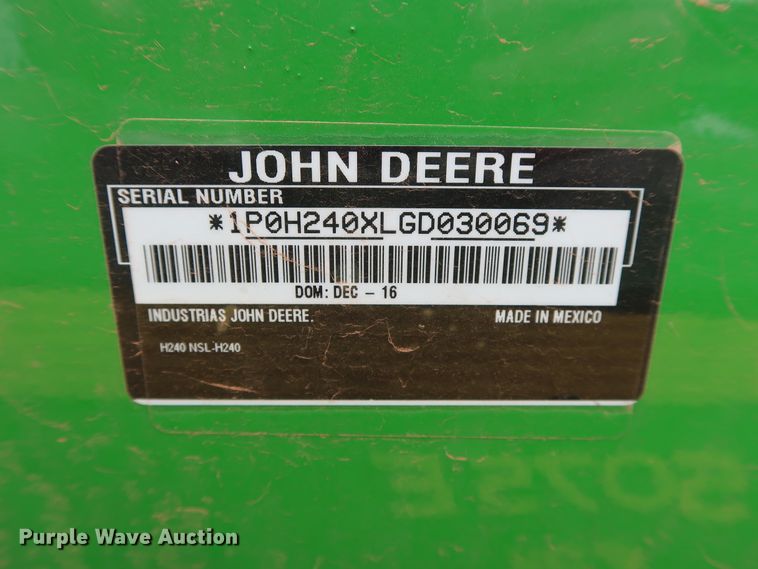 JOHN DEERE
SERIAL NUMBER
*1P0H240XLGD030069*
DOM: DEC - 16
INDUSTRIAS JOHN DEERE. MADE IN MEXICO
H240 NSL-H240
5075E
Purple Wave Auction